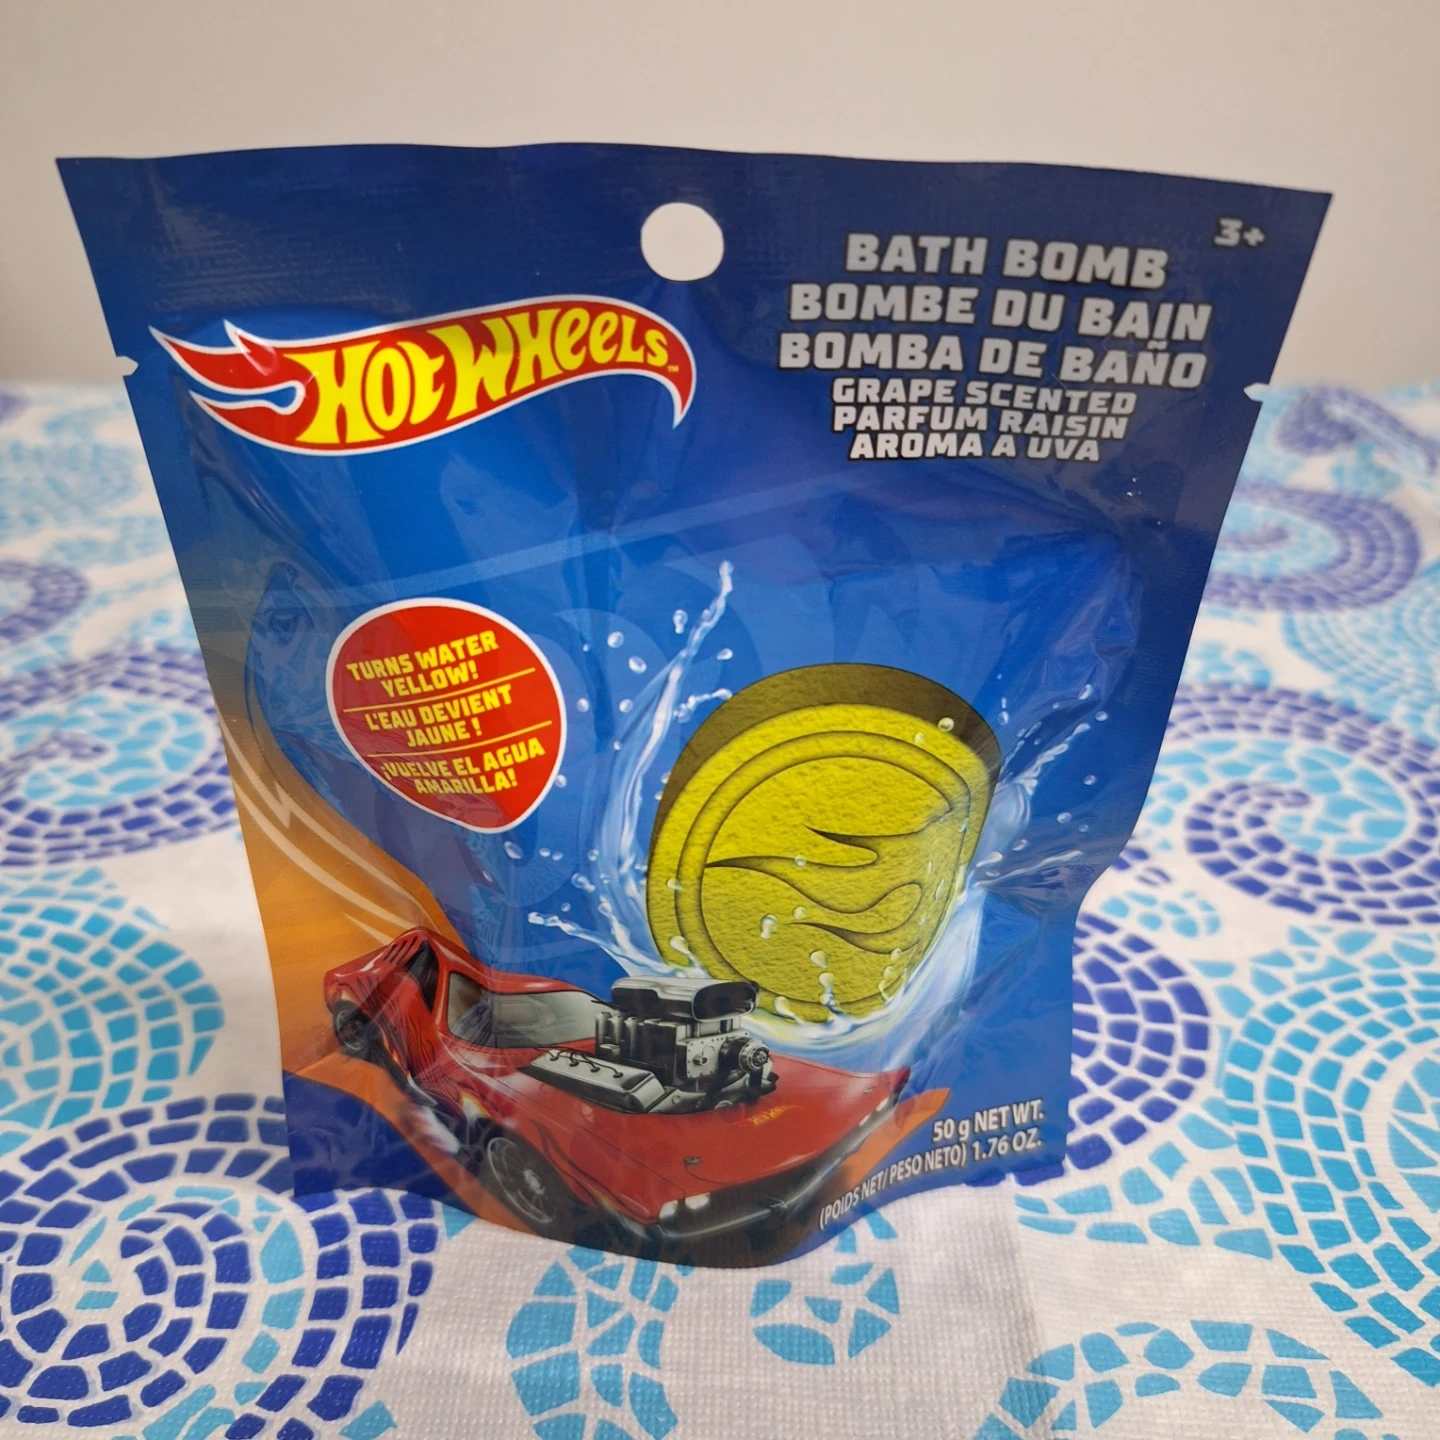 3+
BATH BOMB
BOMBE DU BAIN
BOMBA DE BAÑO
GRAPE SCENTED
PARFUM RAISIN
AROMA A UVA
HOT WHEELS™
TURNS WATER
YELLOW!
L'EAU DEVIENT
JAUNE !
¡VUELVE EL AGUA
AMARILLA!
50 g NET WT.
(POIDS NET/ PESO NETO) 1.76 OZ.